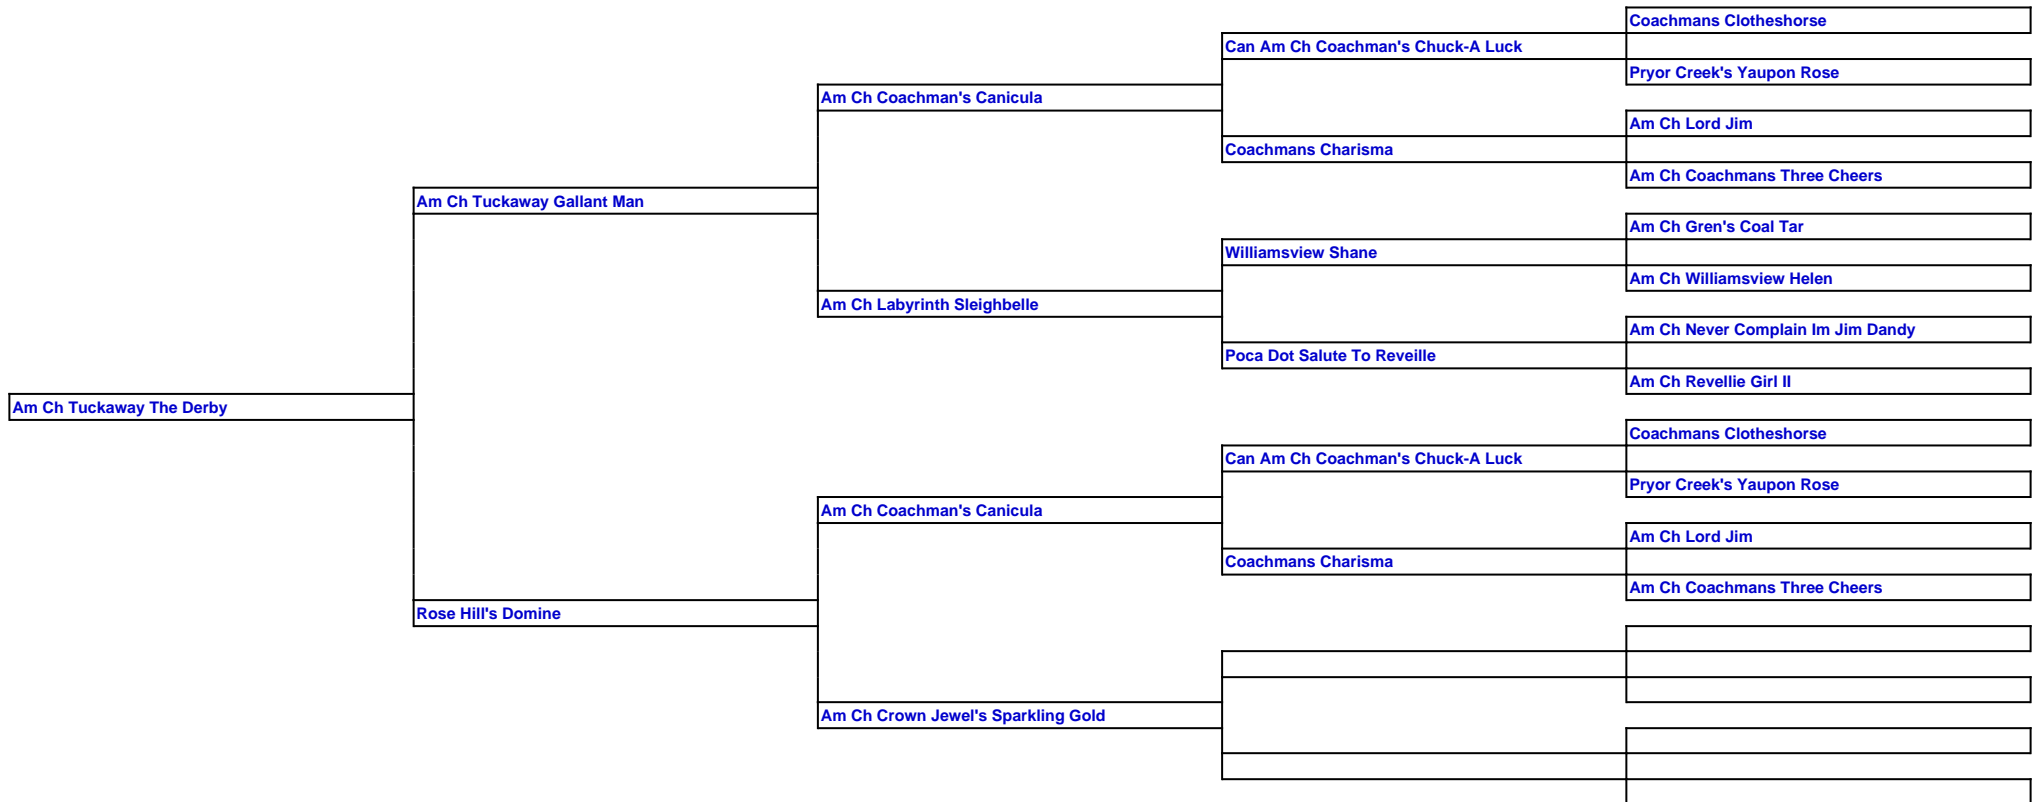 Coachmans Clotheshorse
Can Am Ch Coachman's Chuck-A Luck
Pryor Creek's Yaupon Rose
Am Ch Coachman's Canicula
Am Ch Lord Jim
Coachmans Charisma
Am Ch Coachmans Three Cheers
Am Ch Tuckaway Gallant Man
Am Ch Gren's Coal Tar
Williamsview Shane
Am Ch Williamsview Helen
Am Ch Labyrinth Sleighbelle
Am Ch Never Complain Im Jim Dandy
Poca Dot Salute To Reveille
Am Ch Revellie Girl II
Am Ch Tuckaway The Derby
Coachmans Clotheshorse
Can Am Ch Coachman's Chuck-A Luck
Pryor Creek's Yaupon Rose
Am Ch Coachman's Canicula
Am Ch Lord Jim
Coachmans Charisma
Am Ch Coachmans Three Cheers
Rose Hill's Domine
Am Ch Crown Jewel's Sparkling Gold